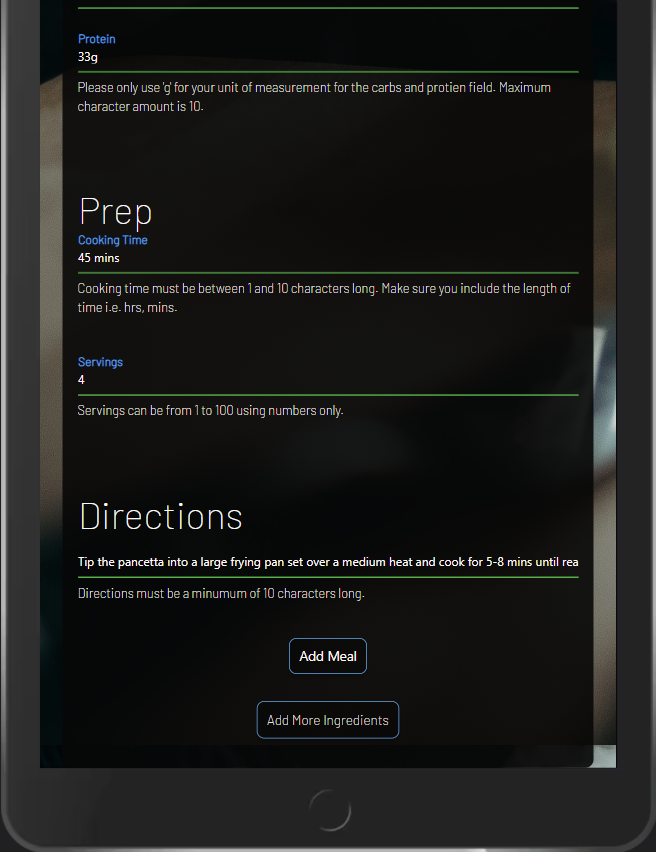 Protein
33g
Please only use 'g' for your unit of measurement for the carbs and protien field. Maximum
character amount is 10.
Prep
Cooking Time
45 mins
Cooking time must be between 1 and 10 characters long. Make sure you include the length of
time i.e. hrs, mins.
Servings
4
Servings can be from 1 to 100 using numbers only.
Directions
Tip the pancetta into a large frying pan set over a medium heat and cook for 5-8 mins until rea
Directions must be a minumum of 10 characters long.
Add Meal
Add More Ingredients